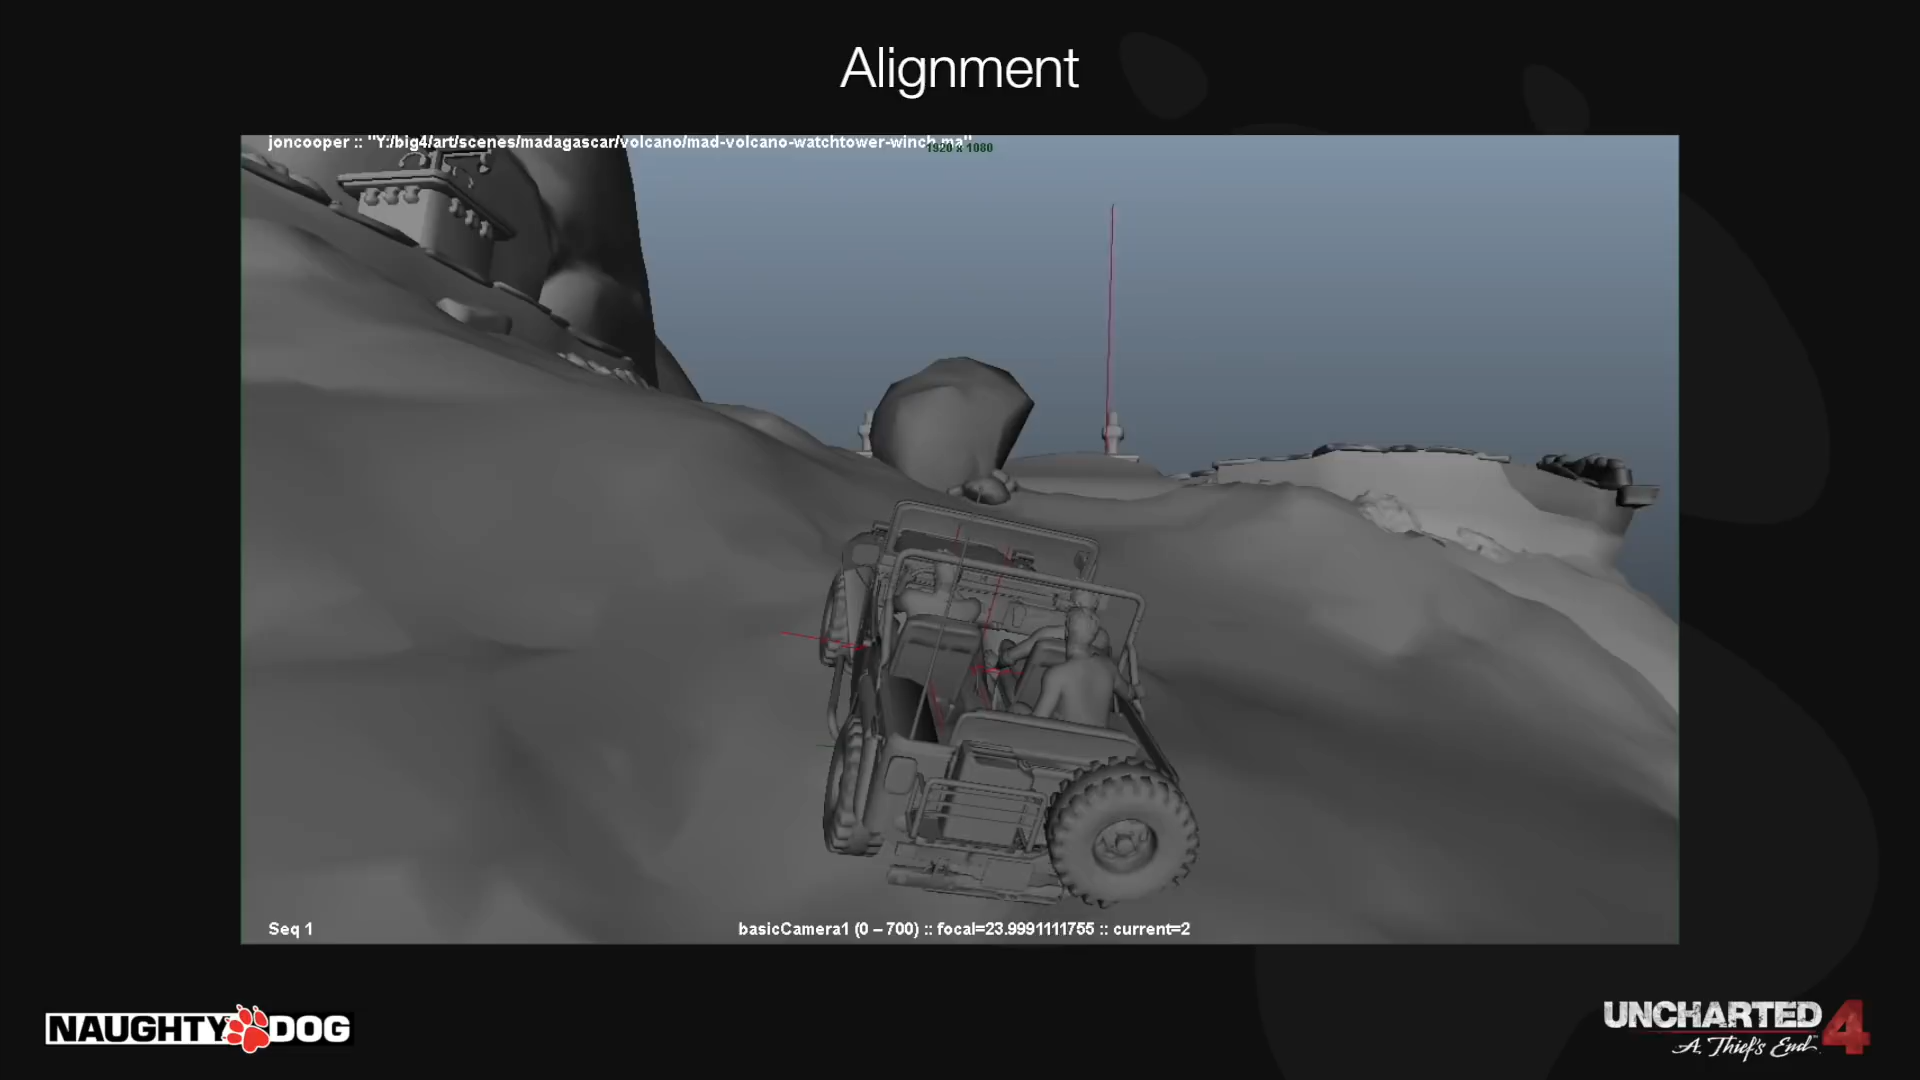 Alignment
joncooper :: "Y:/big4/art/scenes/madagascar/volcano/mad-volcano-watchtower-winch.ma"
1920 x 1080
Seq 1
basicCamera1 (0 – 700) :: focal=23.9991111755 :: current=2
NAUGHTY DOG
UNCHARTED 4
A Thief's End™